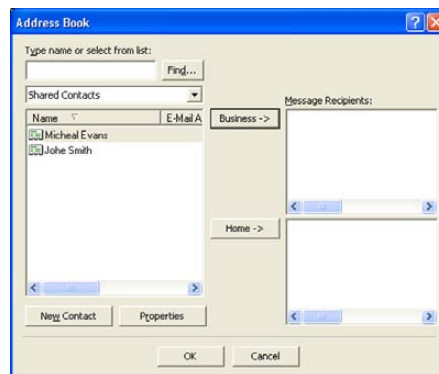 Address Book
Type name or select from list:
Find...
Shared Contacts
Message Recipients:
Name E-Mail A
Business ->
Micheal Evans
Johe Smith
Home ->
New Contact Properties
OK Cancel